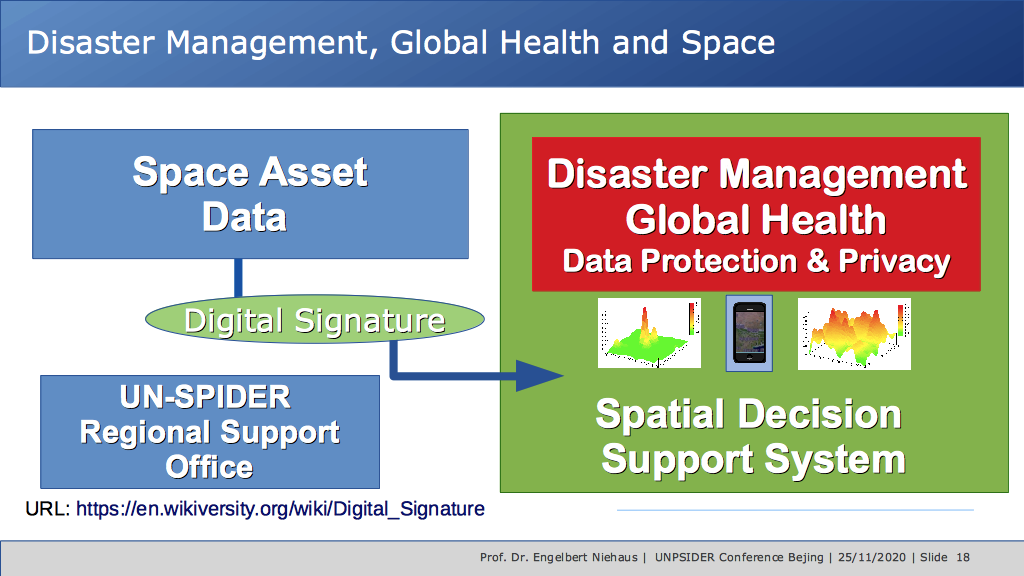 Disaster Management, Global Health and Space
Space Asset
Data
Digital Signature
UN-SPIDER
Regional Support
Office
Disaster Management
Global Health
Data Protection & Privacy
Spatial Decision
Support System
URL: https://en.wikiversity.org/wiki/Digital_Signature
Prof. Dr. Engelbert Niehaus | UNPSIDER Conference Bejing | 25/11/2020 | Slide 18